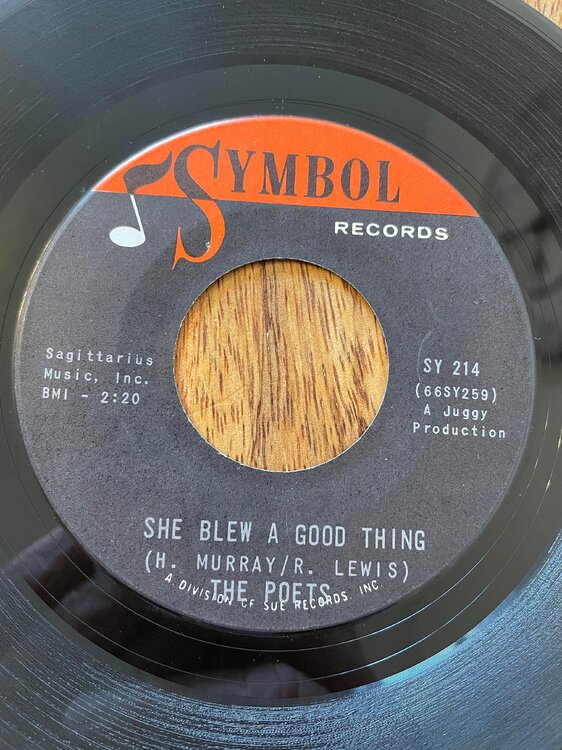 SYMBOL
RECORDS
Sagittarius
Music, Inc.
BMI - 2:20
SY 214
(66SY259)
A Juggy
Production
SHE BLEW A GOOD THING
(H. MURRAY/R. LEWIS)
THE POETS
A DIVISION OF SUE RECORDS, INC.